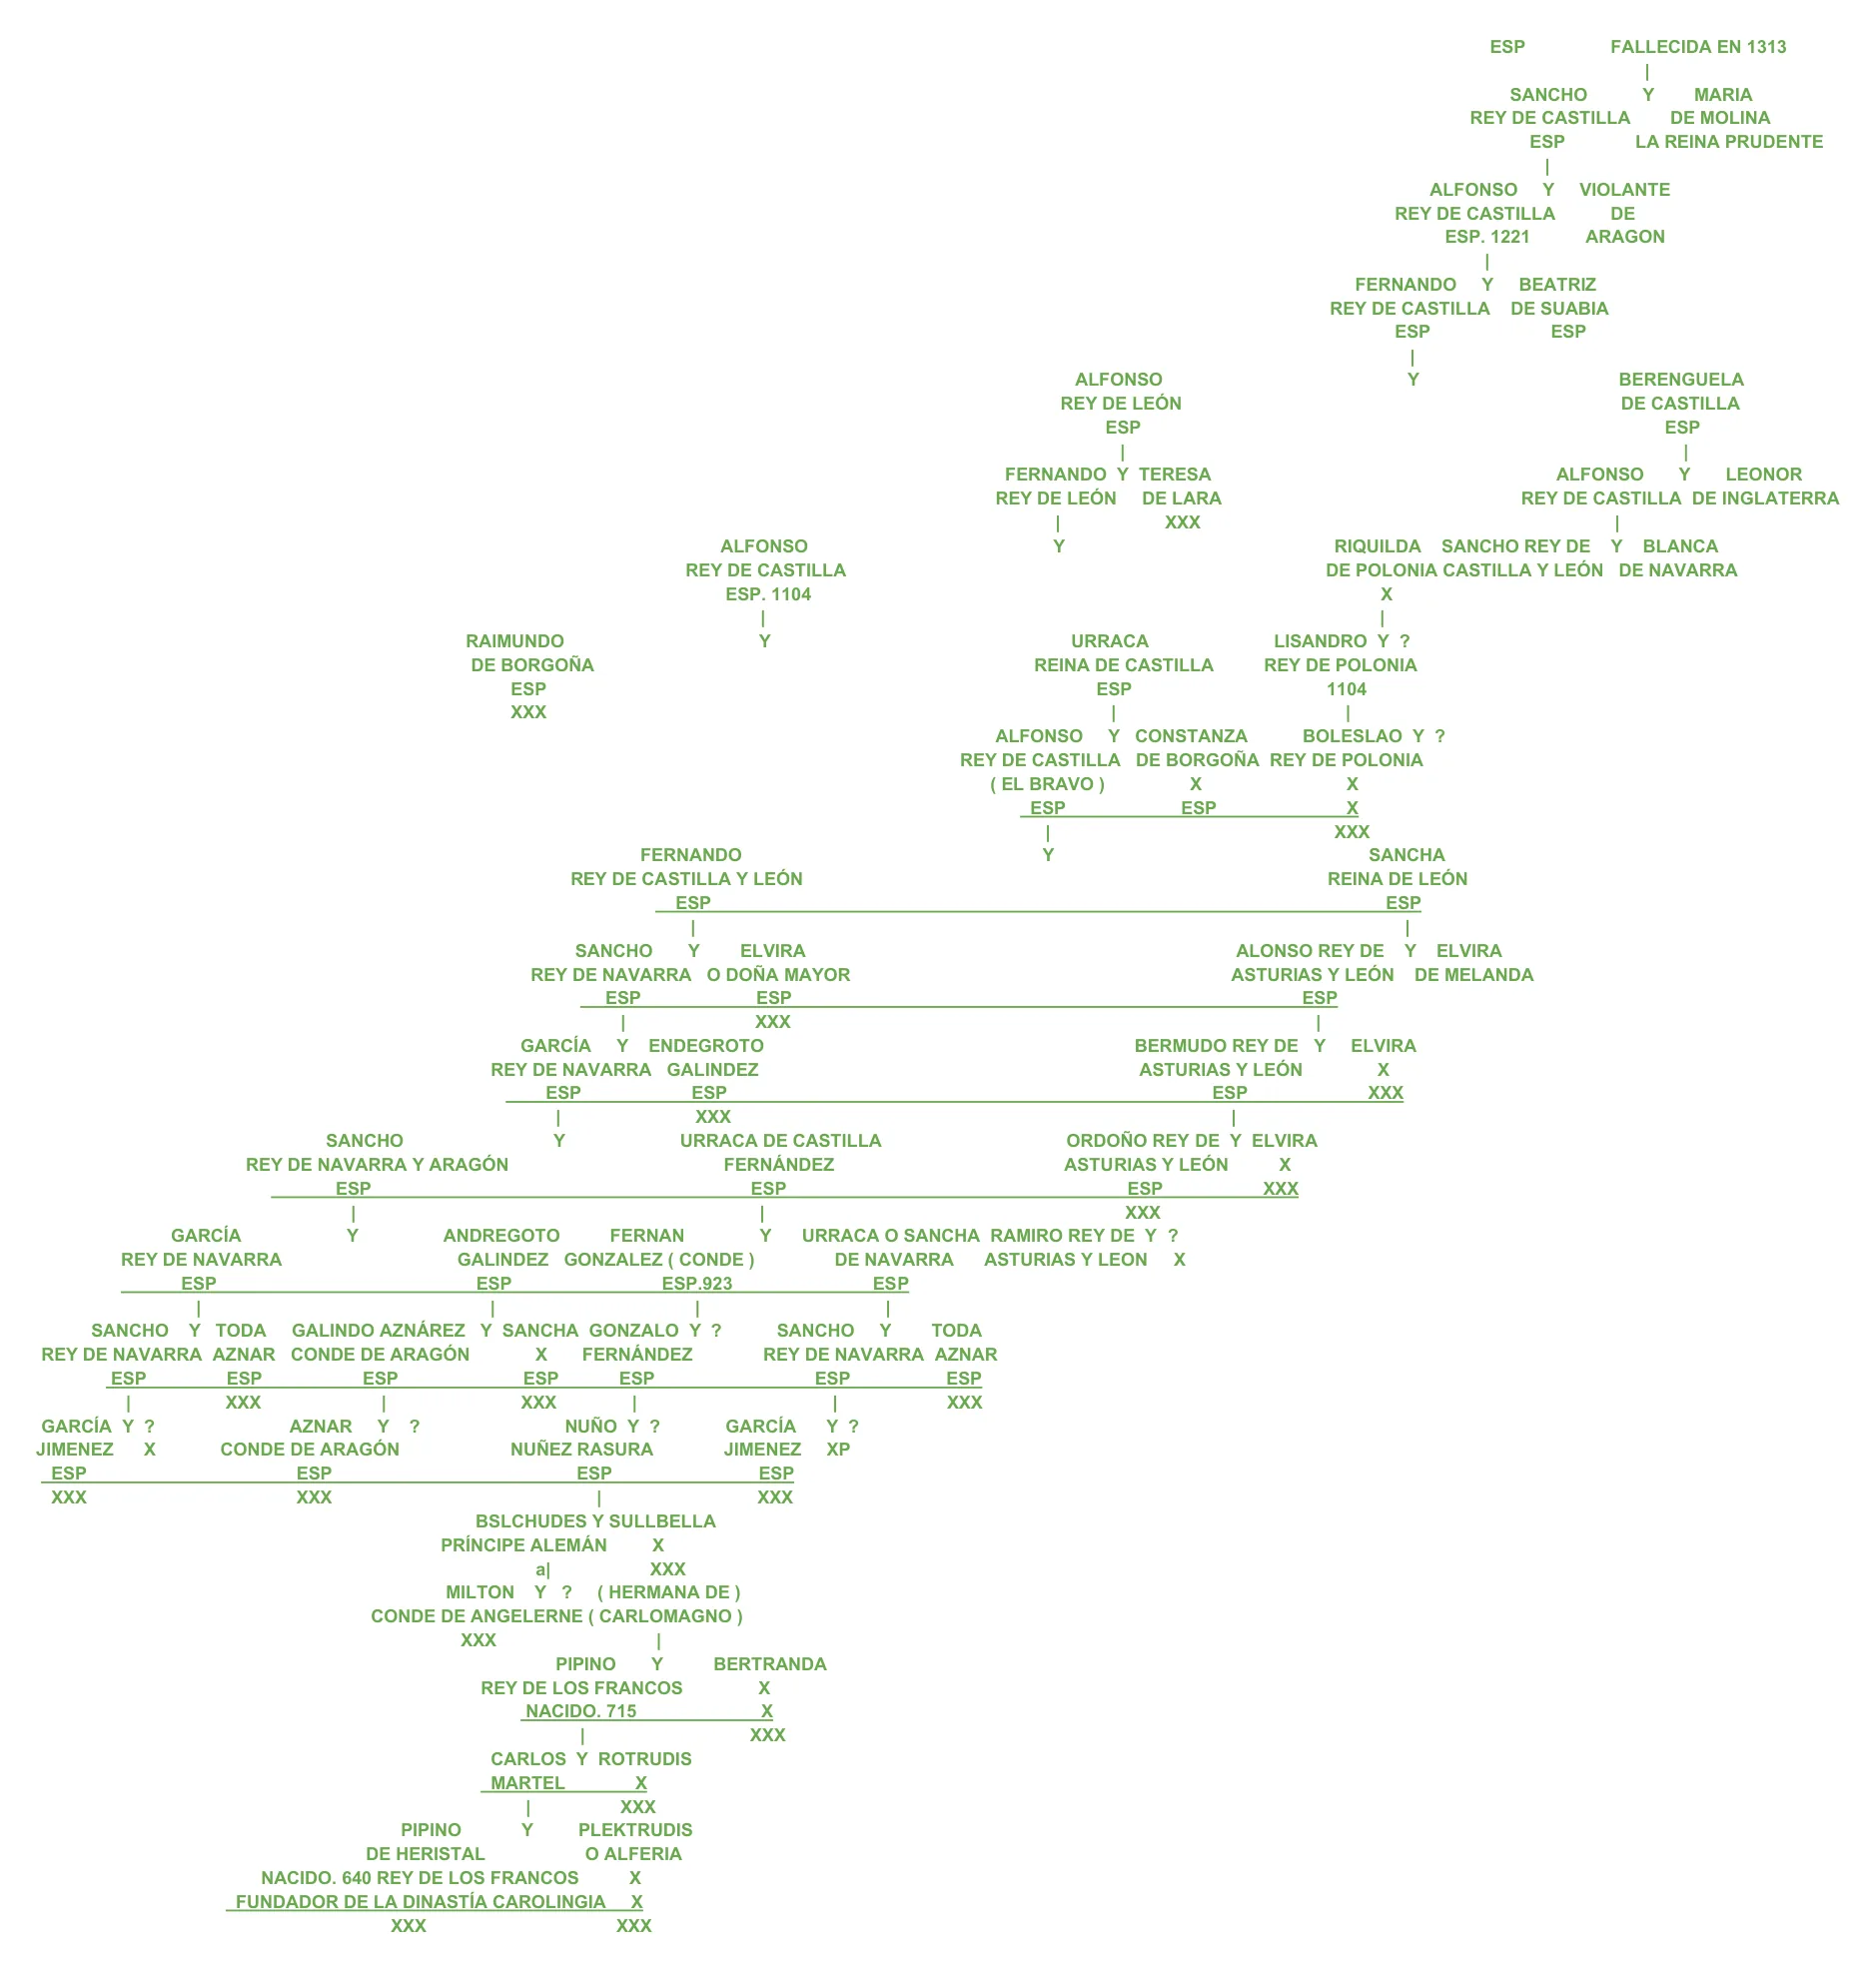 ESP FALLECIDA EN 1313
|
SANCHO Y MARIA
REY DE CASTILLA DE MOLINA
ESP LA REINA PRUDENTE
|
ALFONSO Y VIOLANTE
REY DE CASTILLA DE
ESP. 1221 ARAGON
|
FERNANDO Y BEATRIZ
REY DE CASTILLA DE SUABIA
ESP ESP
|
ALFONSO Y BERENGUELA
REY DE LEÓN DE CASTILLA
ESP ESP
| |
FERNANDO Y TERESA ALFONSO Y LEONOR
REY DE LEÓN DE LARA REY DE CASTILLA DE INGLATERRA
| XXX |
ALFONSO Y RIQUILDA SANCHO REY DE Y BLANCA
REY DE CASTILLA DE POLONIA CASTILLA Y LEÓN DE NAVARRA
ESP. 1104 X
| |
RAIMUNDO Y URRACA LISANDRO Y ?
DE BORGOÑA REINA DE CASTILLA REY DE POLONIA
ESP ESP 1104
XXX | |
ALFONSO Y CONSTANZA BOLESLAO Y ?
REY DE CASTILLA DE BORGOÑA REY DE POLONIA
( EL BRAVO ) X X
ESP ESP X
| XXX
FERNANDO Y SANCHA
REY DE CASTILLA Y LEÓN REINA DE LEÓN
ESP ESP
| |
SANCHO Y ELVIRA ALONSO REY DE Y ELVIRA
REY DE NAVARRA O DOÑA MAYOR ASTURIAS Y LEÓN DE MELANDA
ESP ESP ESP
| XXX |
GARCÍA Y ENDEGROTO BERMUDO REY DE Y ELVIRA
REY DE NAVARRA GALINDEZ ASTURIAS Y LEÓN X
ESP ESP ESP XXX
| XXX |
SANCHO Y URRACA DE CASTILLA ORDOÑO REY DE Y ELVIRA
REY DE NAVARRA Y ARAGÓN FERNÁNDEZ ASTURIAS Y LEÓN X
ESP ESP ESP XXX
| | XXX
GARCÍA Y ANDREGOTO FERNAN Y URRACA O SANCHA RAMIRO REY DE Y ?
REY DE NAVARRA GALINDEZ GONZALEZ ( CONDE ) DE NAVARRA ASTURIAS Y LEON X
ESP ESP ESP.923 ESP
| | | |
SANCHO Y TODA GALINDO AZNÁREZ Y SANCHA GONZALO Y ? SANCHO Y TODA
REY DE NAVARRA AZNAR CONDE DE ARAGÓN X FERNÁNDEZ REY DE NAVARRA AZNAR
ESP ESP ESP ESP ESP ESP ESP
| XXX | XXX | | XXX
GARCÍA Y ? AZNAR Y ? NUÑO Y ? GARCÍA Y ?
JIMENEZ X CONDE DE ARAGÓN NUÑEZ RASURA JIMENEZ XP
ESP ESP ESP ESP
XXX XXX | XXX
BSLCHUDES Y SULLBELLA
PRÍNCIPE ALEMÁN X
a| XXX
MILTON Y ? ( HERMANA DE )
CONDE DE ANGELERNE ( CARLOMAGNO )
XXX |
PIPINO Y BERTRANDA
REY DE LOS FRANCOS X
NACIDO. 715 X
| XXX
CARLOS Y ROTRUDIS
MARTEL X
| XXX
PIPINO Y PLEKTRUDIS
DE HERISTAL O ALFERIA
NACIDO. 640 REY DE LOS FRANCOS X
FUNDADOR DE LA DINASTÍA CAROLINGIA X
XXX XXX